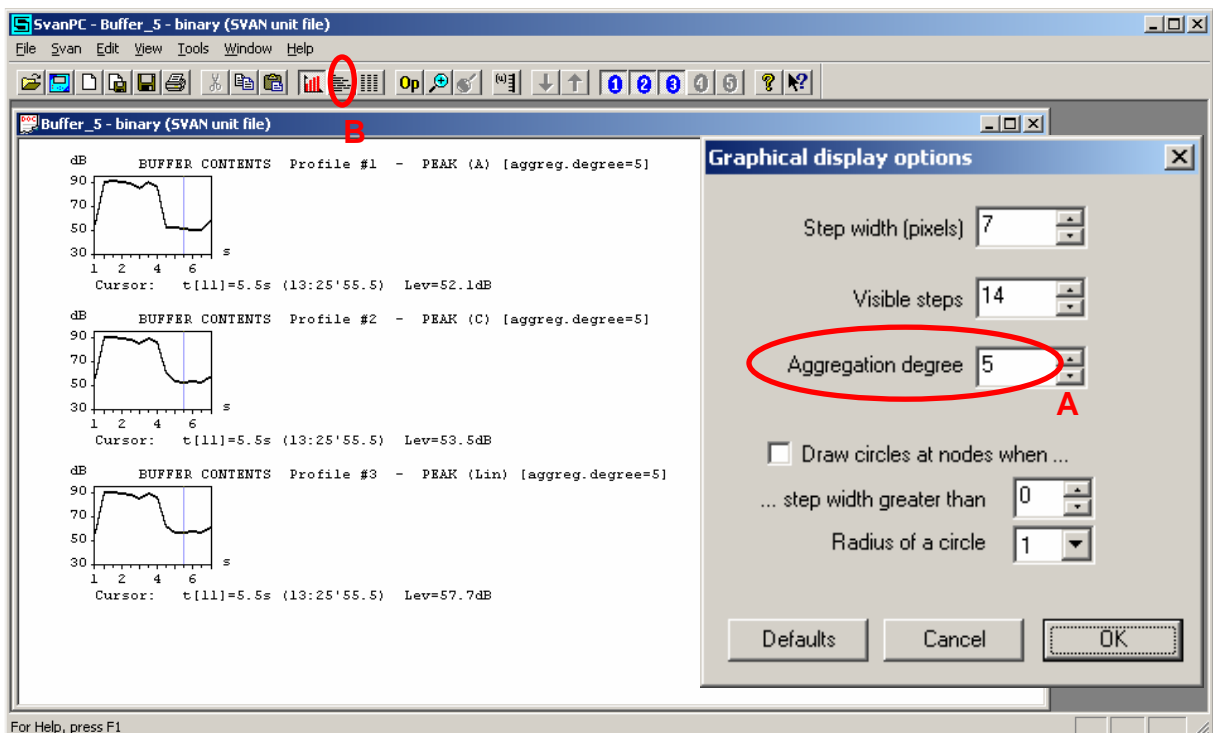 SvanPC - Buffer_5 - binary (SVAN unit file)
File Svan Edit View Tools Window Help
Op 1 2 3 4 5 ? ?
B
Buffer_5 - binary (SVAN unit file)
dB BUFFER CONTENTS Profile #1 - PEAK (A) [aggreg.degree=5]
90
70
50
30 s
1 2 4 6
Cursor: t[11]=5.5s (13:25'55.5) Lev=52.1dB
dB BUFFER CONTENTS Profile #2 - PEAK (C) [aggreg.degree=5]
90
70
50
30 s
1 2 4 6
Cursor: t[11]=5.5s (13:25'55.5) Lev=53.5dB
dB BUFFER CONTENTS Profile #3 - PEAK (Lin) [aggreg.degree=5]
90
70
50
30 s
1 2 4 6
Cursor: t[11]=5.5s (13:25'55.5) Lev=57.7dB
Graphical display options
Step width (pixels) 7
Visible steps 14
Aggregation degree 5
A
Draw circles at nodes when ...
... step width greater than 0
Radius of a circle 1
Defaults Cancel OK
For Help, press F1